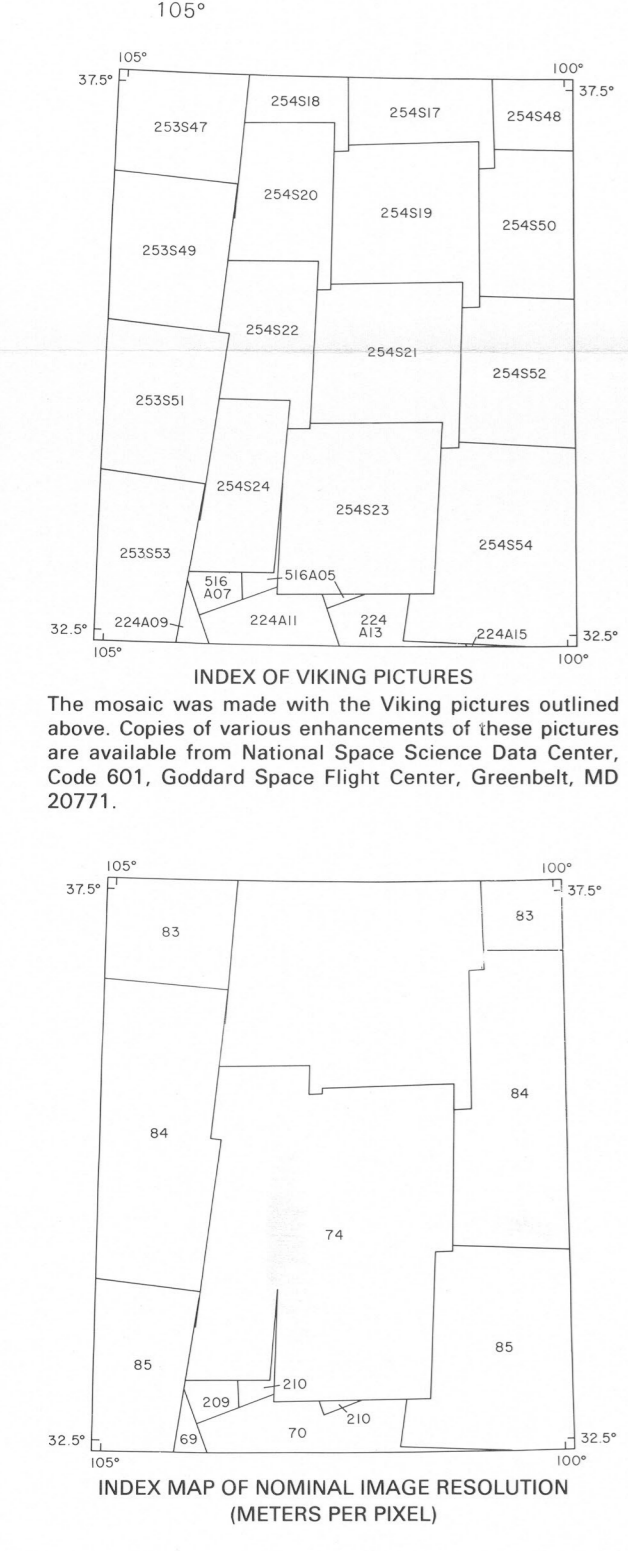 105°
105°
100°
37.5°
37.5°
254S18
254S17
254S48
253S47
254S20
254S19
254S50
253S49
254S22
254S21
254S52
253S51
254S24
254S23
254S54
253S53
516A05
516
A07
224A09
224A11
224
A13
224A15
32.5°
32.5°
105°
100°
INDEX OF VIKING PICTURES
The mosaic was made with the Viking pictures outlined
above. Copies of various enhancements of these pictures
are available from National Space Science Data Center,
Code 601, Goddard Space Flight Center, Greenbelt, MD
20771.
105°
100°
37.5°
37.5°
83
83
84
84
74
85
85
210
209
210
69
70
32.5°
32.5°
105°
100°
INDEX MAP OF NOMINAL IMAGE RESOLUTION
(METERS PER PIXEL)